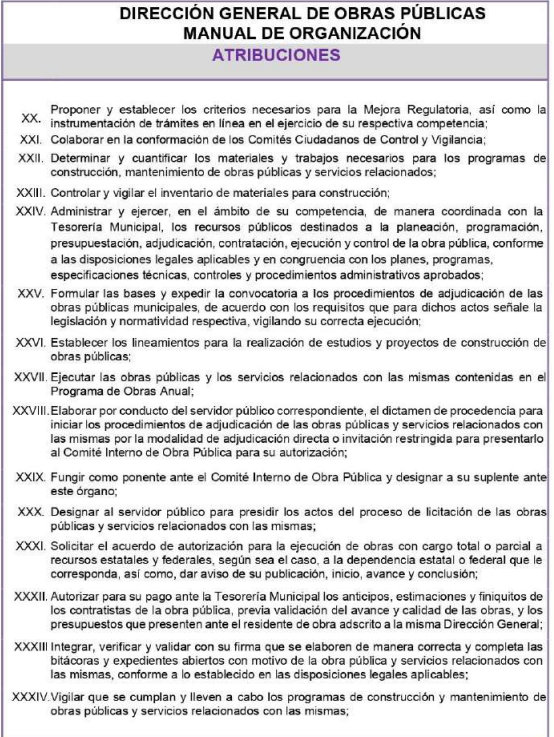 DIRECCIÓN GENERAL DE OBRAS PÚBLICAS
MANUAL DE ORGANIZACIÓN
ATRIBUCIONES
XX. Proponer y establecer los criterios necesarios para la Mejora Regulatoria, así como la
instrumentación de trámites en línea en el ejercicio de su respectiva competencia;
XXI. Colaborar en la conformación de los Comités Ciudadanos de Control y Vigilancia;
XXII. Determinar y cuantificar los materiales y trabajos necesarios para los programas de
construcción, mantenimiento de obras públicas y servicios relacionados;
XXIII. Controlar y vigilar el inventario de materiales para construcción;
XXIV. Administrar y ejercer, en el ámbito de su competencia, de manera coordinada con la
Tesorería Municipal, los recursos públicos destinados a la planeación, programación,
presupuestación, adjudicación, contratación, ejecución y control de la obra pública, conforme
a las disposiciones legales aplicables y en congruencia con los planes, programas,
especificaciones técnicas, controles y procedimientos administrativos aprobados;
XXV. Formular las bases y expedir la convocatoria a los procedimientos de adjudicación de las
obras públicas municipales, de acuerdo con los requisitos que para dichos actos señale la
legislación y normatividad respectiva, vigilando su correcta ejecución;
XXVI. Establecer los lineamientos para la realización de estudios y proyectos de construcción de
obras públicas;
XXVII. Ejecutar las obras públicas y los servicios relacionados con las mismas contenidas en el
Programa de Obras Anual;
XXVIII. Elaborar por conducto del servidor público correspondiente, el dictamen de procedencia para
iniciar los procedimientos de adjudicación de las obras públicas y servicios relacionados con
las mismas por la modalidad de adjudicación directa o invitación restringida para presentarlo
al Comité Interno de Obra Pública para su autorización;
XXIX. Fungir como ponente ante el Comité Interno de Obra Pública y designar a su suplente ante
este órgano;
XXX. Designar al servidor público para presidir los actos del proceso de licitación de las obras
públicas y servicios relacionados con las mismas;
XXXI. Solicitar el acuerdo de autorización para la ejecución de obras con cargo total o parcial a
recursos estatales y federales, según sea el caso, a la dependencia estatal o federal que le
corresponda, así como, dar aviso de su publicación, inicio, avance y conclusión;
XXXII. Autorizar para su pago ante la Tesorería Municipal los anticipos, estimaciones y finiquitos de
los contratistas de la obra pública, previa validación del avance y calidad de las obras, y los
presupuestos que presenten ante el residente de obra adscrito a la misma Dirección General;
XXXIII Integrar, verificar y validar con su firma que se elaboren de manera correcta y completa las
bitácoras y expedientes abiertos con motivo de la obra pública y servicios relacionados con
las mismas, conforme a lo establecido en las disposiciones legales aplicables;
XXXIV. Vigilar que se cumplan y lleven a cabo los programas de construcción y mantenimiento de
obras públicas y servicios relacionados con las mismas;